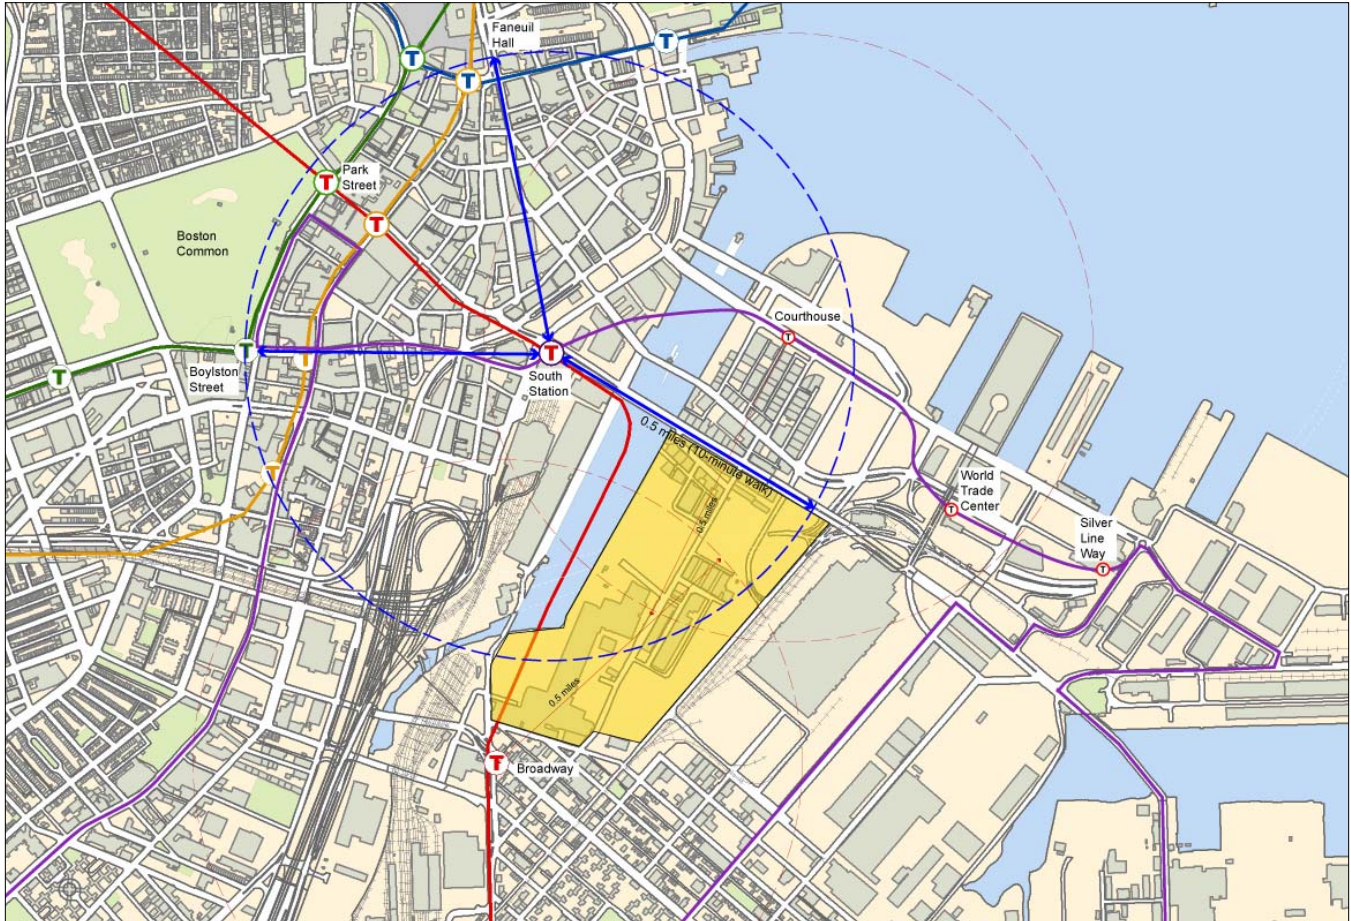 Faneuil
Hall
T
T
T
Park
Street
T
T
Boston
Common
Courthouse
T
T
T
T
T
Boylston
Street
South
Station
T
0.5 miles (10-minute walk)
T
World
Trade
Center
T
0.5 miles
Silver
Line
Way
T
0.5 miles
T
Broadway